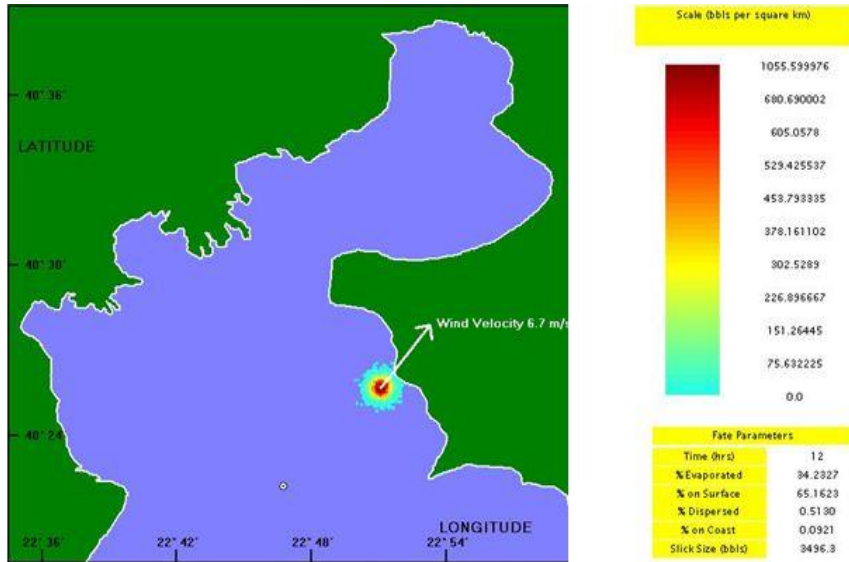 40° 36'
LATITUDE
40° 30'
Wind Velocity 6.7 m/s
40° 24'
LONGITUDE
22° 36' 22° 42' 22° 48' 22° 54'
Scale (bbls per square km)
1055.599976
680.690002
605.0578
529.425537
453.793335
378.161102
302.5289
226.896667
151.26445
75.632225
0.0
Fate Parameters
Time (hrs) 12
% Evaporated 34.2327
% on Surface 65.1623
% Dispersed 0.5130
% on Coast 0.0921
Slick Size (bbls) 3496.3